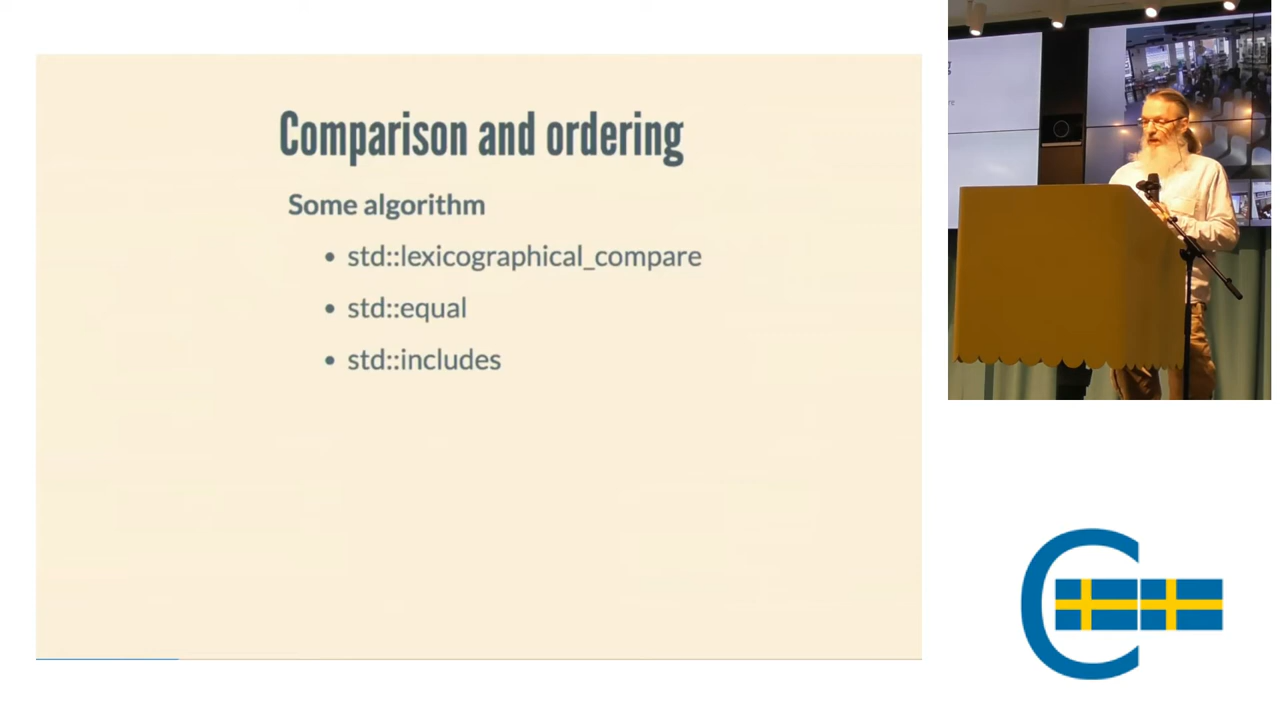 Comparison and ordering
Some algorithm
• std::lexicographical_compare
• std::equal
• std::includes